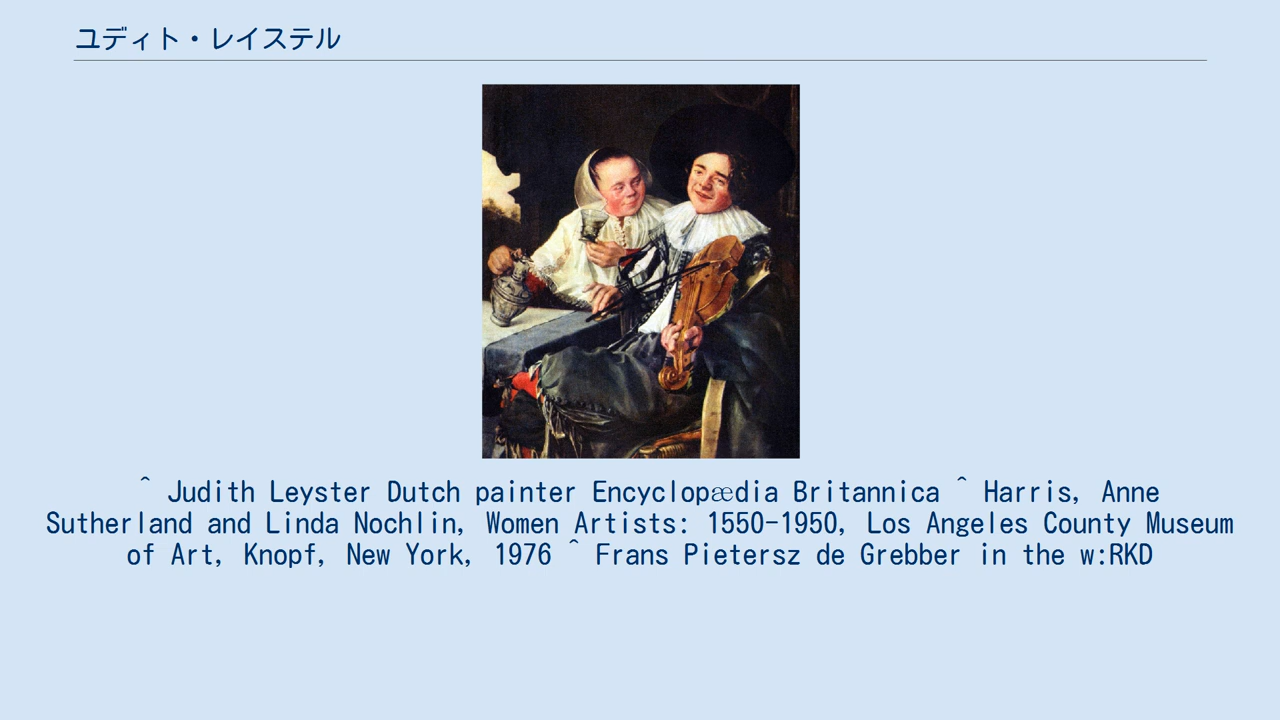 ユディト・レイステル
^ Judith Leyster Dutch painter Encyclopædia Britannica ^ Harris, Anne
Sutherland and Linda Nochlin, Women Artists: 1550-1950, Los Angeles County Museum
of Art, Knopf, New York, 1976 ^ Frans Pietersz de Grebber in the w:RKD